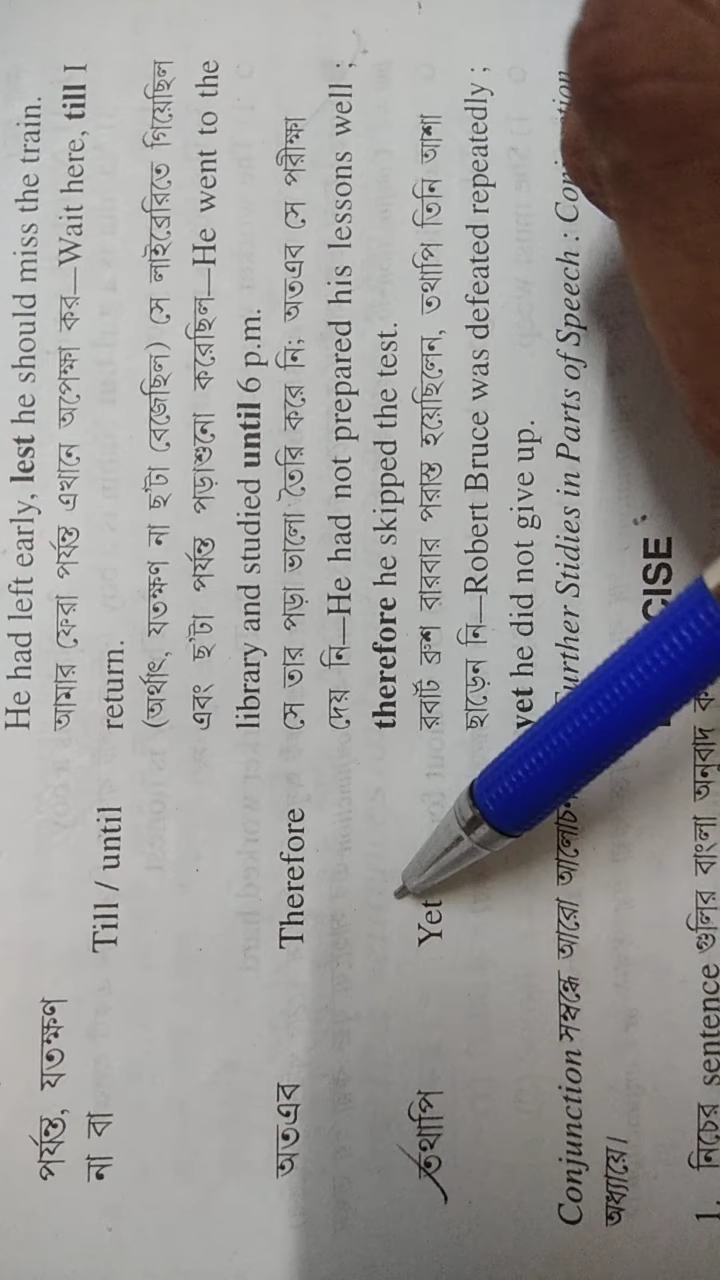 He had left early, lest he should miss the train.
পর্যন্ত, যতক্ষণ আমার ফেরা পর্যন্ত এখানে অপেক্ষা কর—Wait here, till I
না বা Till / until return.
(অর্থাৎ, যতক্ষণ না ছ'টা বেজেছিল) সে লাইব্রেরিতে গিয়েছিল
এবং ছ'টা পর্যন্ত পড়াশুনো করেছিল—He went to the
library and studied until 6 p.m.
অতএব Therefore সে তার পড়া ভালো তৈরি করে নি; অতএব সে পরীক্ষা
দেয় নি—He had not prepared his lessons well ;
therefore he skipped the test.
তথাপি Yet রবার্ট ব্রুশ বারবার পরাস্ত হয়েছিলেন, তথাপি তিনি আশা
ছাড়েন নি—Robert Bruce was defeated repeatedly ;
yet he did not give up.
Conjunction সম্বন্ধে আরো Further Stidies in Parts of Speech :
অধ্যায়ে।
1. নিচের sentence গুলির বাংলা অনুবাদ